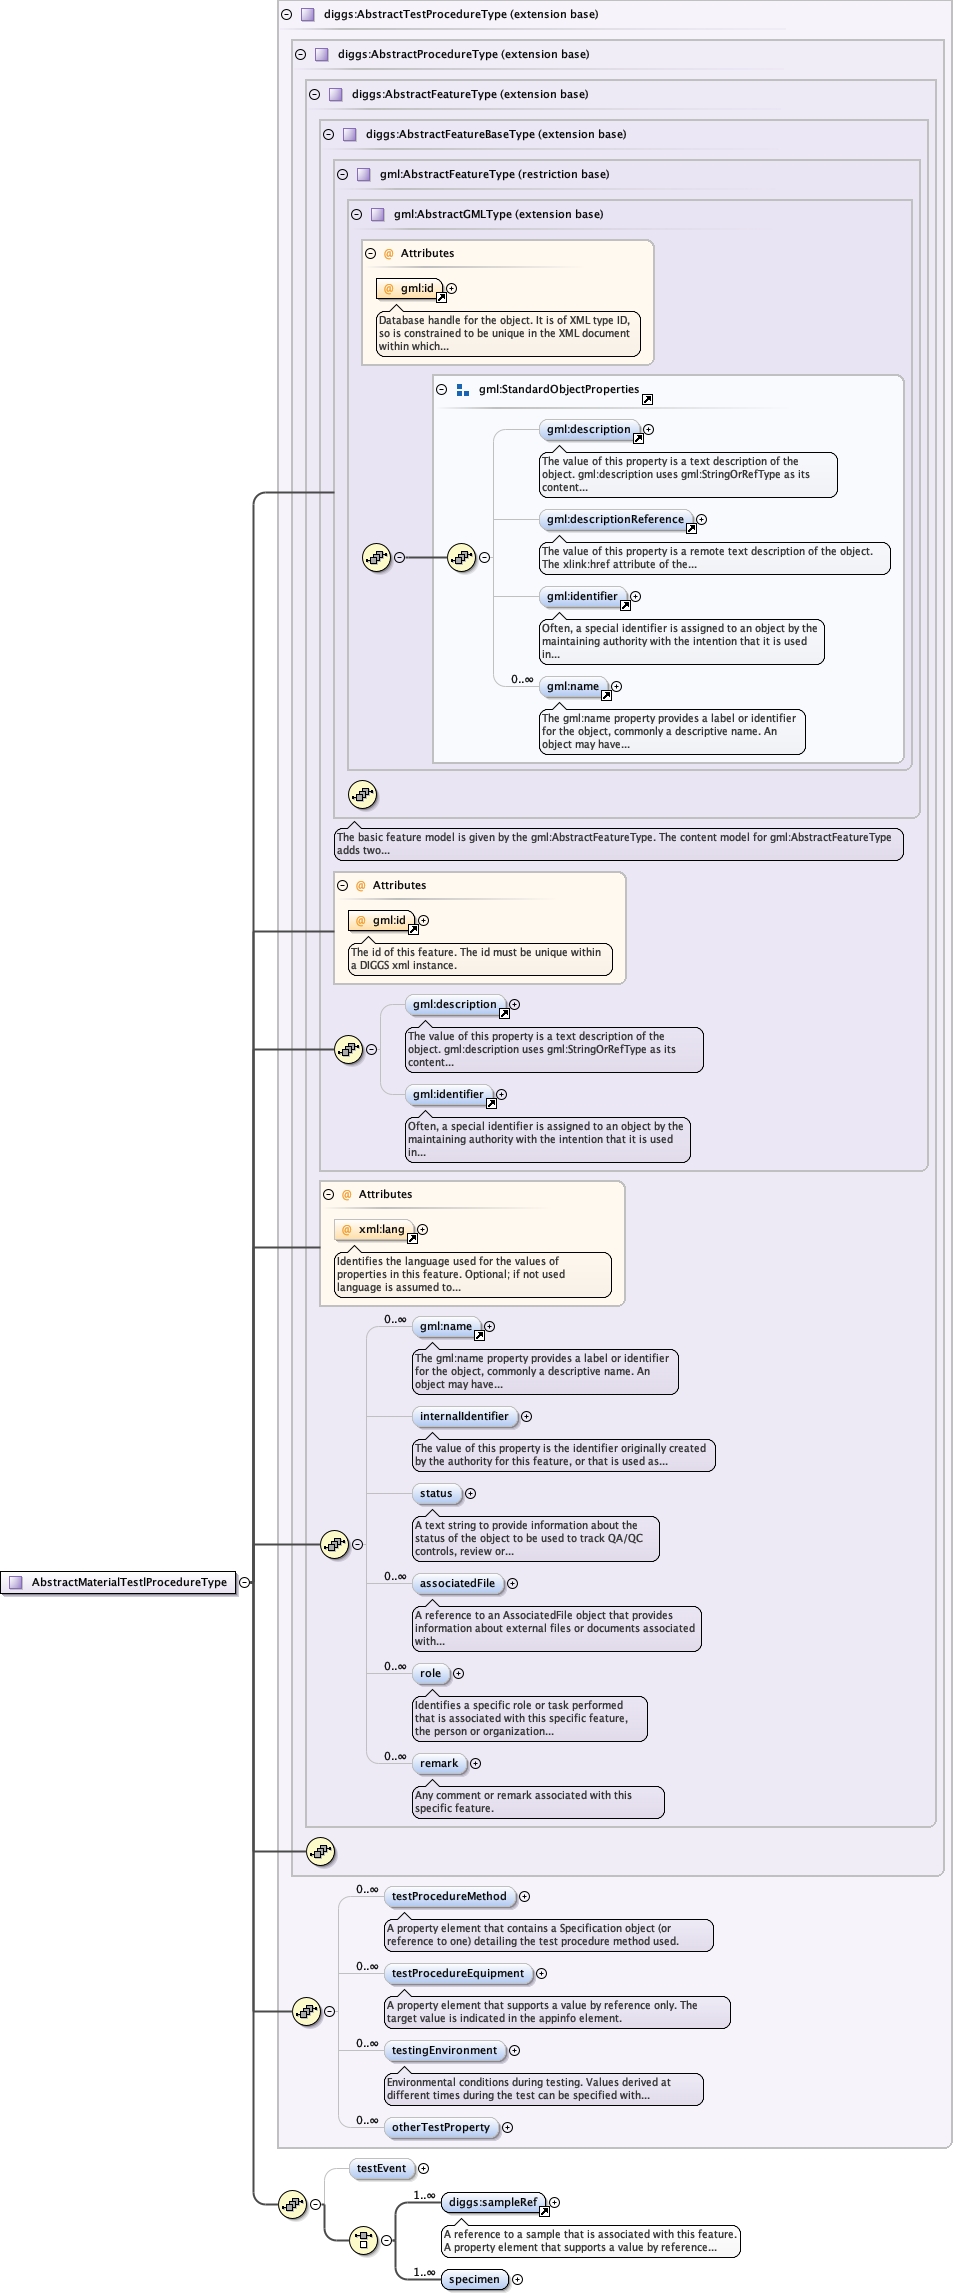 diggs:AbstractTestProcedureType (extension base)
diggs:AbstractProcedureType (extension base)
diggs:AbstractFeatureType (extension base)
diggs:AbstractFeatureBaseType (extension base)
gml:AbstractFeatureType (restriction base)
gml:AbstractGMLType (extension base)
@ Attributes
@ gml:id
Database handle for the object. It is of XML type ID,
so is constrained to be unique in the XML document
within which...
gml:StandardObjectProperties
gml:description
The value of this property is a text description of the
object. gml:description uses gml:StringOrRefType as its
content...
gml:descriptionReference
The value of this property is a remote text description of the object.
The xlink:href attribute of the...
gml:identifier
Often, a special identifier is assigned to an object by the
maintaining authority with the intention that it is used
in...
0..∞
gml:name
The gml:name property provides a label or identifier
for the object, commonly a descriptive name. An
object may have...
The basic feature model is given by the gml:AbstractFeatureType. The content model for gml:AbstractFeatureType
adds two...
@ Attributes
@ gml:id
The id of this feature. The id must be unique within
a DIGGS xml instance.
gml:description
The value of this property is a text description of the
object. gml:description uses gml:StringOrRefType as its
content...
gml:identifier
Often, a special identifier is assigned to an object by the
maintaining authority with the intention that it is used
in...
@ Attributes
@ xml:lang
Identifies the language used for the values of
properties in this feature. Optional; if not used
language is assumed to...
0..∞
gml:name
The gml:name property provides a label or identifier
for the object, commonly a descriptive name. An
object may have...
internalIdentifier
The value of this property is the identifier originally created
by the authority for this feature, or that is used as...
status
A text string to provide information about the
status of the object to be used to track QA/QC
controls, review or...
AbstractMaterialTestlProcedureType
0..∞
associatedFile
A reference to an AssociatedFile object that provides
information about external files or documents associated
with...
0..∞
role
Identifies a specific role or task performed
that is associated with this specific feature,
the person or organization...
0..∞
remark
Any comment or remark associated with this
specific feature.
0..∞
testProcedureMethod
A property element that contains a Specification object (or
reference to one) detailing the test procedure method used.
0..∞
testProcedureEquipment
A property element that supports a value by reference only. The
target value is indicated in the appinfo element.
0..∞
testingEnvironment
Environmental conditions during testing. Values derived at
different times during the test can be specified with...
0..∞
otherTestProperty
testEvent
1..∞
diggs:sampleRef
A reference to a sample that is associated with this feature.
A property element that supports a value by reference...
1..∞
specimen